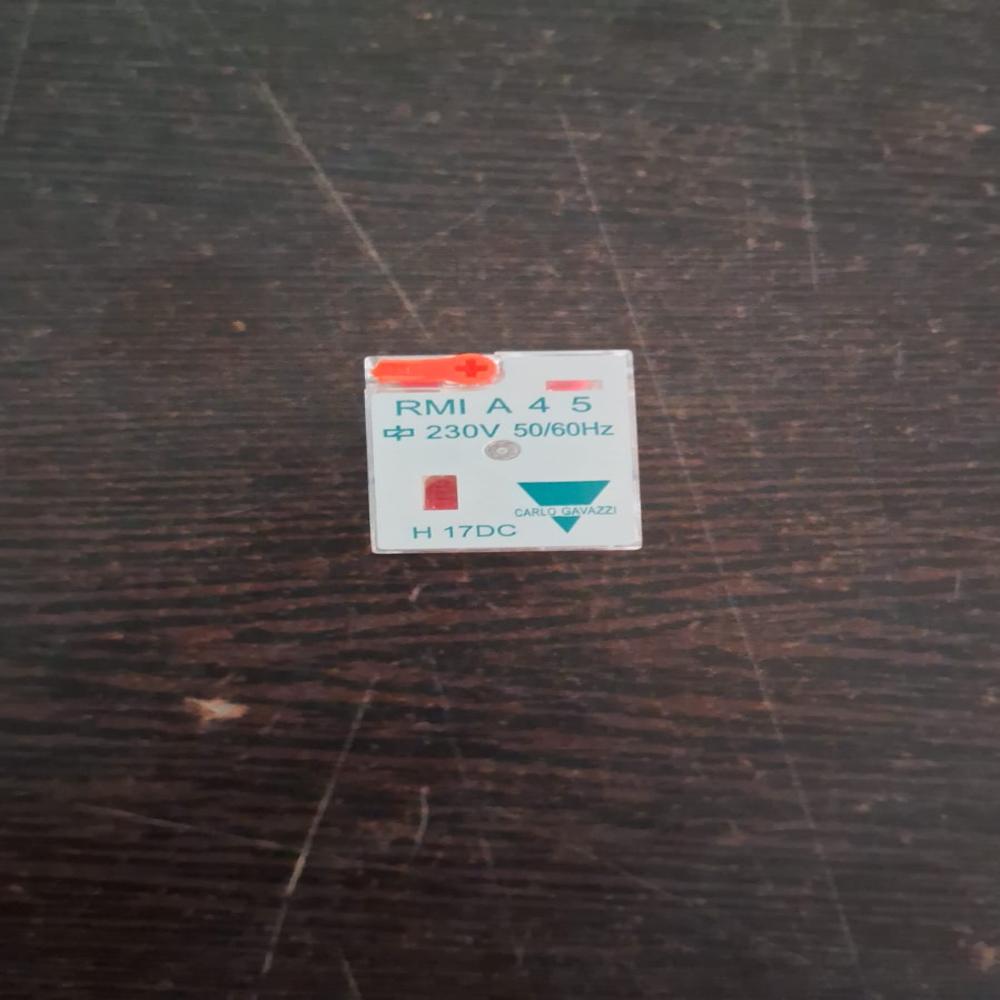 RMI A 4 5
230V 50/60Hz
CARLO GAVAZZI
H 17DC